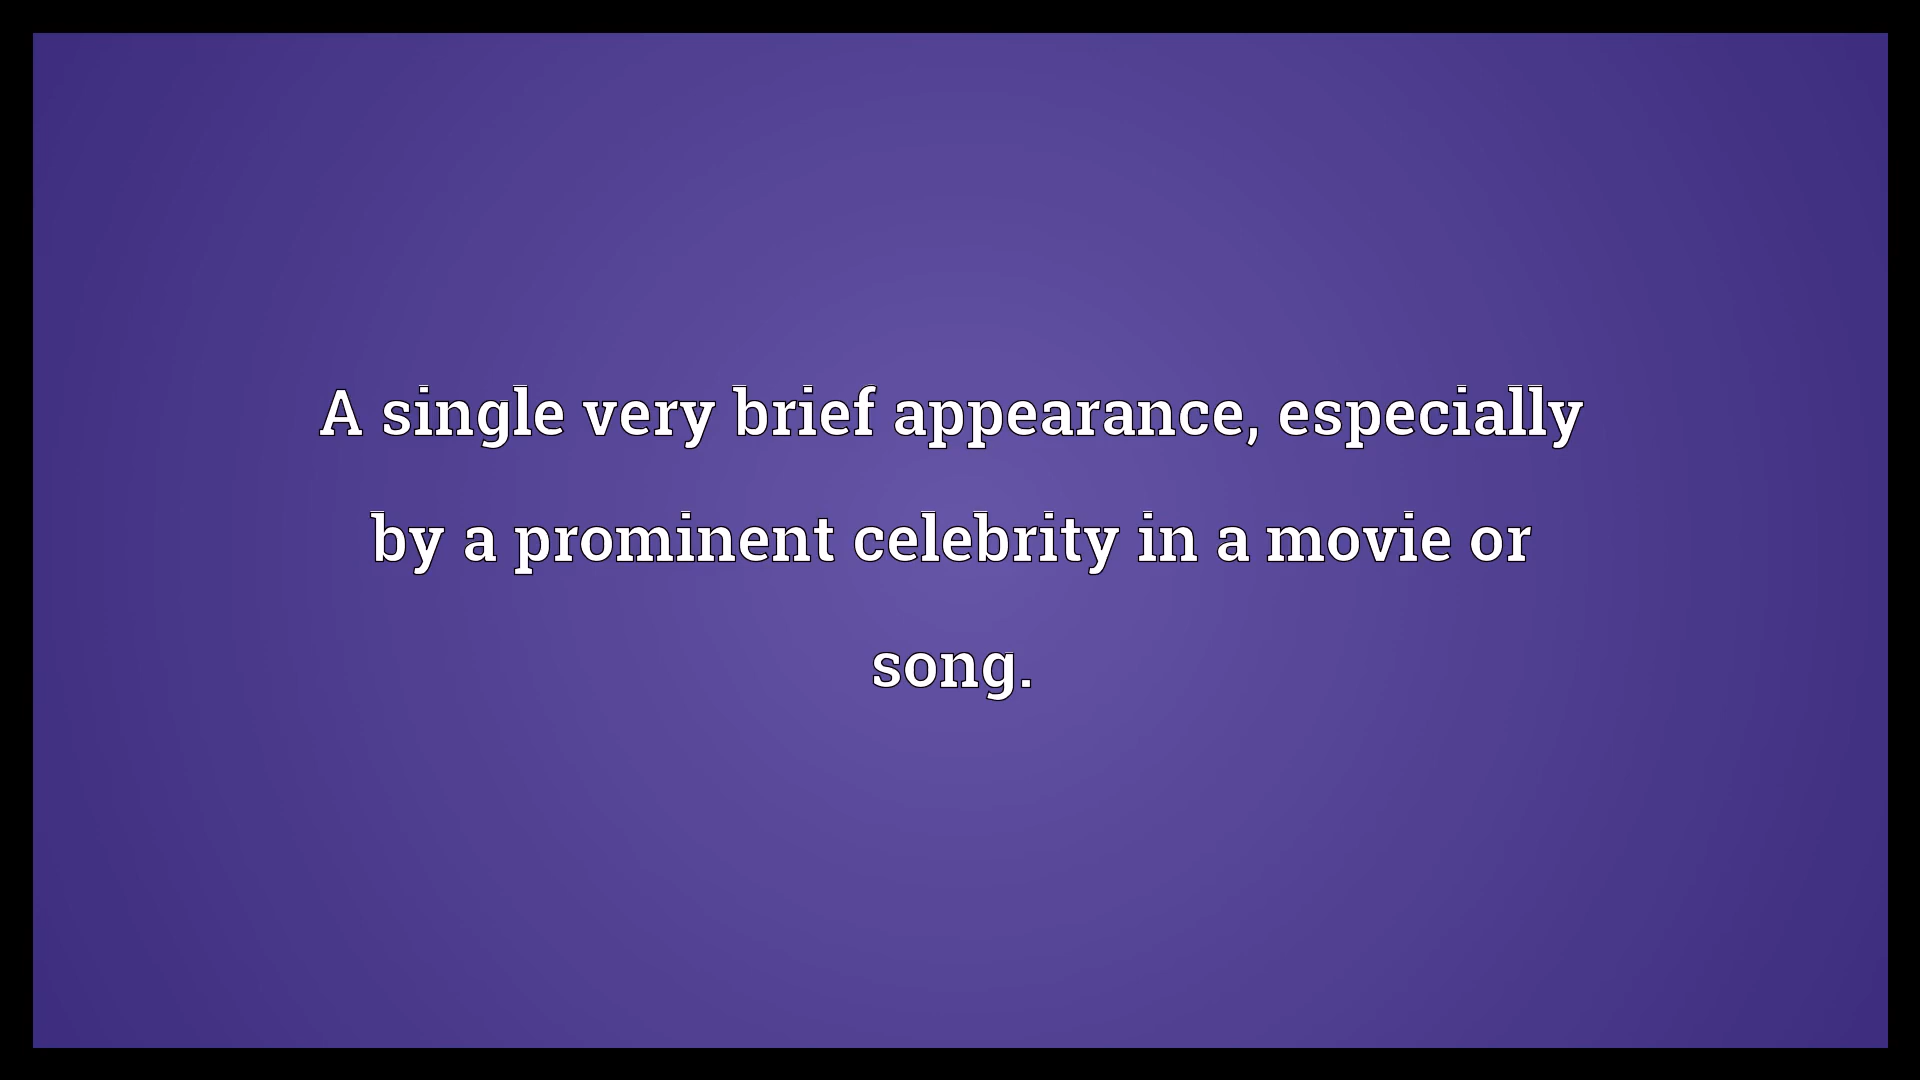 A single very brief appearance, especially
by a prominent celebrity in a movie or
song.